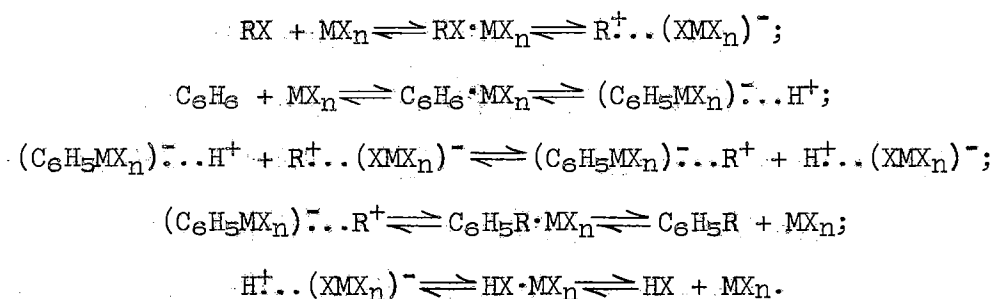 RX + MXₙ ⇌ RX·MXₙ ⇌ R⁺...(XMXₙ)⁻;
C₆H₆ + MXₙ ⇌ C₆H₆·MXₙ ⇌ (C₆H₅MXₙ)⁻...H⁺;
(C₆H₅MXₙ)⁻...H⁺ + R⁺...(XMXₙ)⁻ ⇌ (C₆H₅MXₙ)⁻...R⁺ + H⁺...(XMXₙ)⁻;
(C₆H₅MXₙ)⁻...R⁺ ⇌ C₆H₅R·MXₙ ⇌ C₆H₅R + MXₙ;
H⁺...(XMXₙ)⁻ ⇌ HX·MXₙ ⇌ HX + MXₙ.